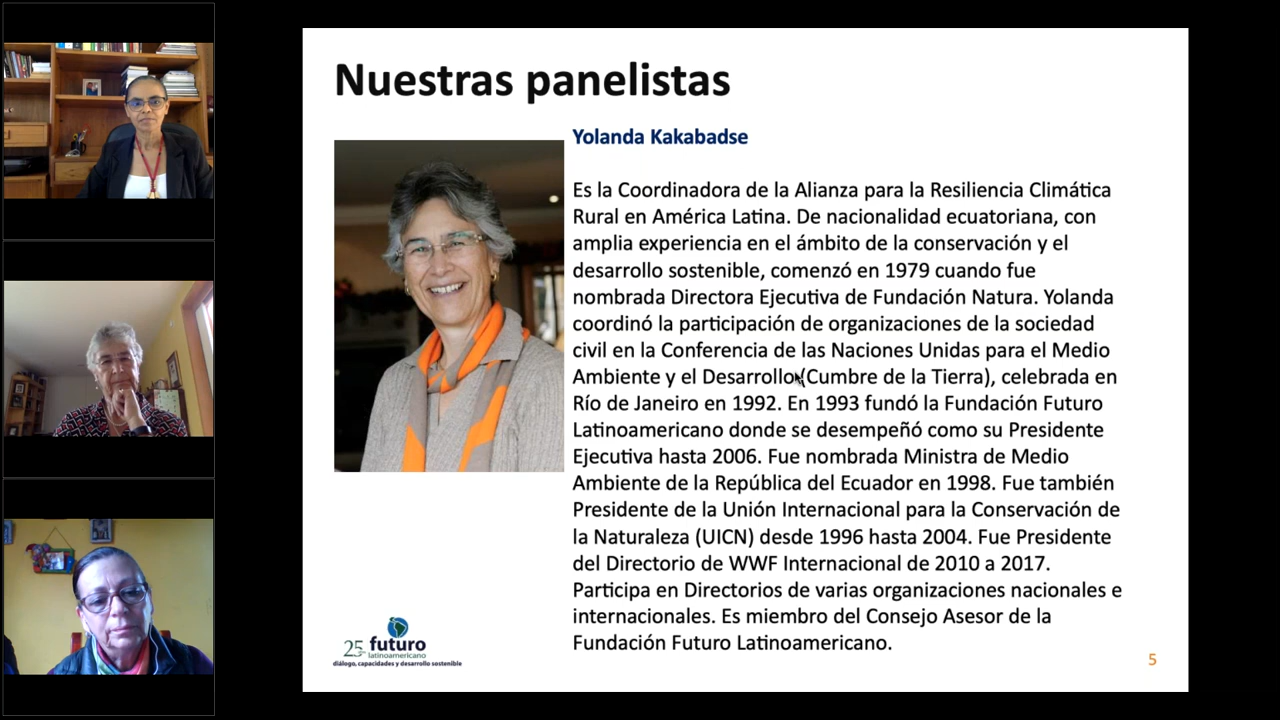 Nuestras panelistas
Yolanda Kakabadse
Es la Coordinadora de la Alianza para la Resiliencia Climática
Rural en América Latina. De nacionalidad ecuatoriana, con
amplia experiencia en el ámbito de la conservación y el
desarrollo sostenible, comenzó en 1979 cuando fue
nombrada Directora Ejecutiva de Fundación Natura. Yolanda
coordinó la participación de organizaciones de la sociedad
civil en la Conferencia de las Naciones Unidas para el Medio
Ambiente y el Desarrollo (Cumbre de la Tierra), celebrada en
Río de Janeiro en 1992. En 1993 fundó la Fundación Futuro
Latinoamericano donde se desempeñó como su Presidente
Ejecutiva hasta 2006. Fue nombrada Ministra de Medio
Ambiente de la República del Ecuador en 1998. Fue también
Presidente de la Unión Internacional para la Conservación de
la Naturaleza (UICN) desde 1996 hasta 2004. Fue Presidente
del Directorio de WWF Internacional de 2010 a 2017.
Participa en Directorios de varias organizaciones nacionales e
internacionales. Es miembro del Consejo Asesor de la
Fundación Futuro Latinoamericano.
25 futuro
latinoamericano
diálogo, capacidades y desarrollo sostenible
5